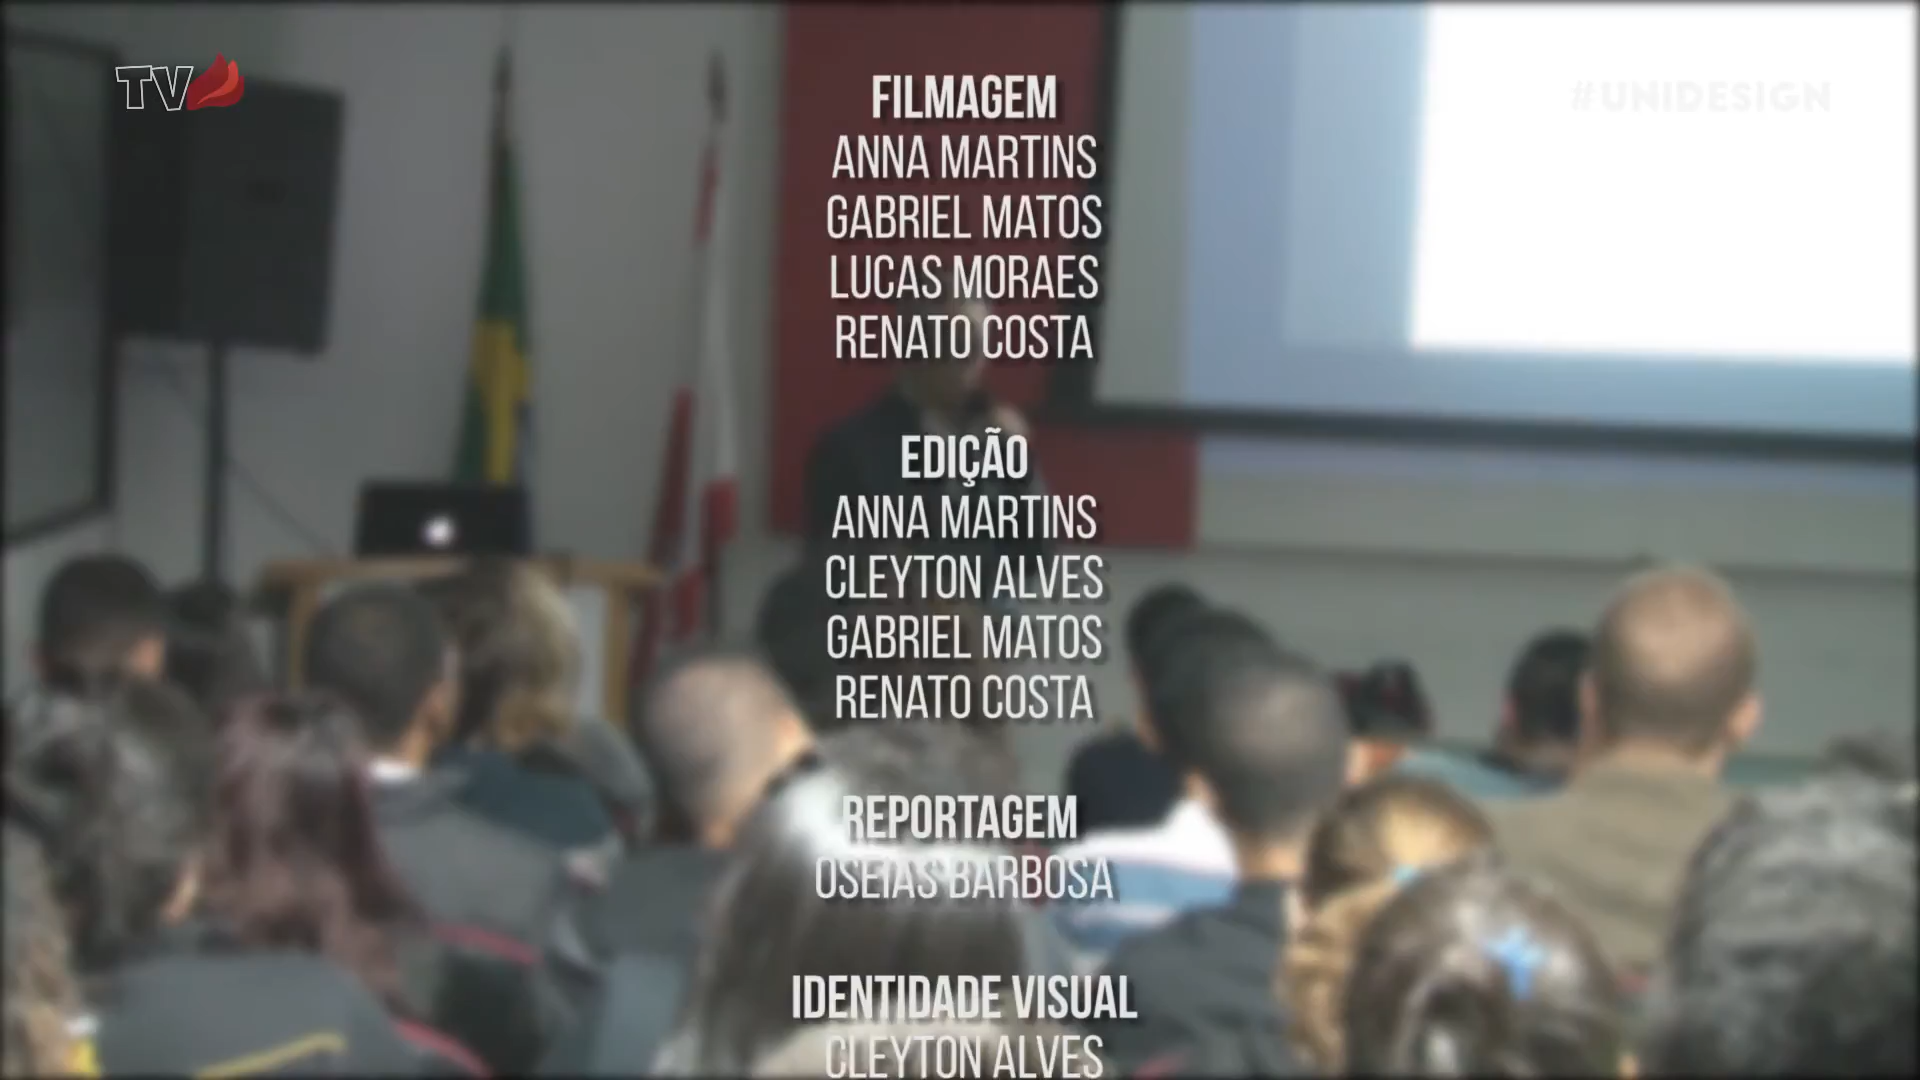 TV
#UNIDESIGN
FILMAGEM
ANNA MARTINS
GABRIEL MATOS
LUCAS MORAES
RENATO COSTA
EDIÇÃO
ANNA MARTINS
CLEYTON ALVES
GABRIEL MATOS
RENATO COSTA
REPORTAGEM
OSEIAS BARBOSA
IDENTIDADE VISUAL
CLEYTON ALVES